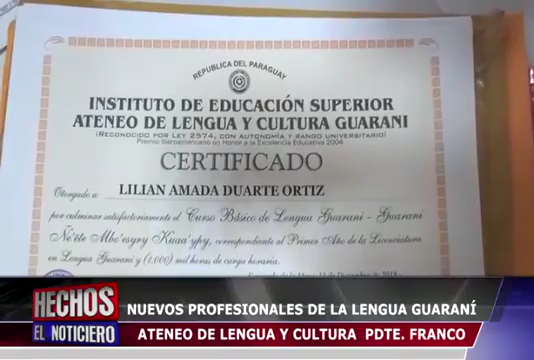 REPUBLICA DEL PARAGUAY
INSTITUTO DE EDUCACIÓN SUPERIOR
ATENEO DE LENGUA Y CULTURA GUARANI
(RECONOCIDO POR LEY 2574, CON AUTONOMIA Y RANGO UNIVERSITARIO)
Premio Iberoamericano en Honor a la Excelencia Educativa 2004
CERTIFICADO
Otorgado a: LILIAN AMADA DUARTE ORTIZ
por culminar satisfactoriamente el Curso Básico de Lengua Guaraní - Guaraní
Ñe'ẽte Mbo'esyry Kuaa'ypy, correspondiente al Primer Año de la Licenciatura
en Lengua Guaraní y (1.000) mil horas de carga horaria.
de Diciembre de
HECHOS
EL NOTICIERO
NUEVOS PROFESIONALES DE LA LENGUA GUARANÍ
ATENEO DE LENGUA Y CULTURA PDTE. FRANCO